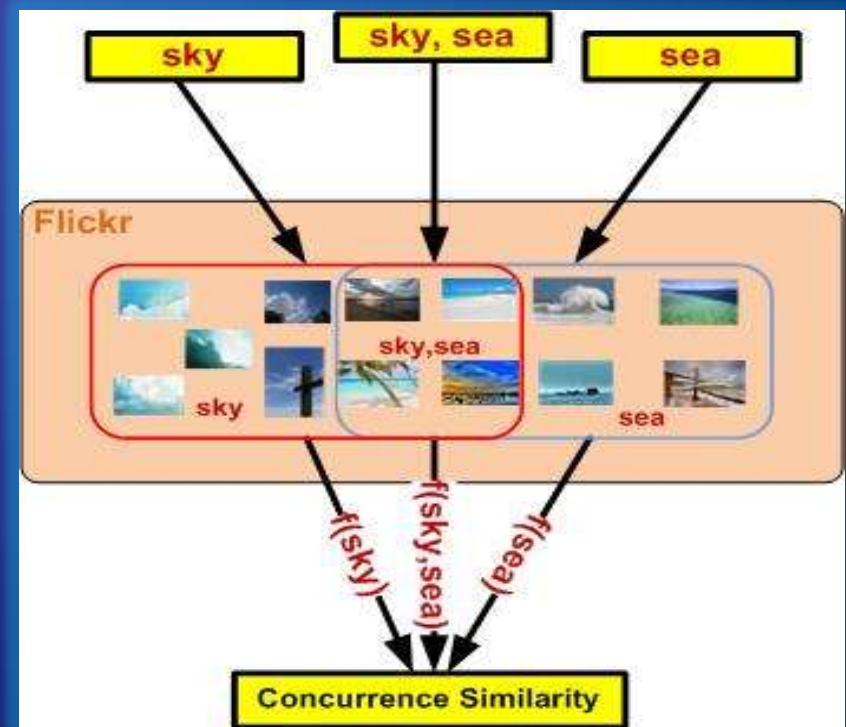 sky
sky, sea
sea
Flickr
sky,sea
sky
sea
f(sky)
f(sky,sea)
f(sea)
Concurrence Similarity